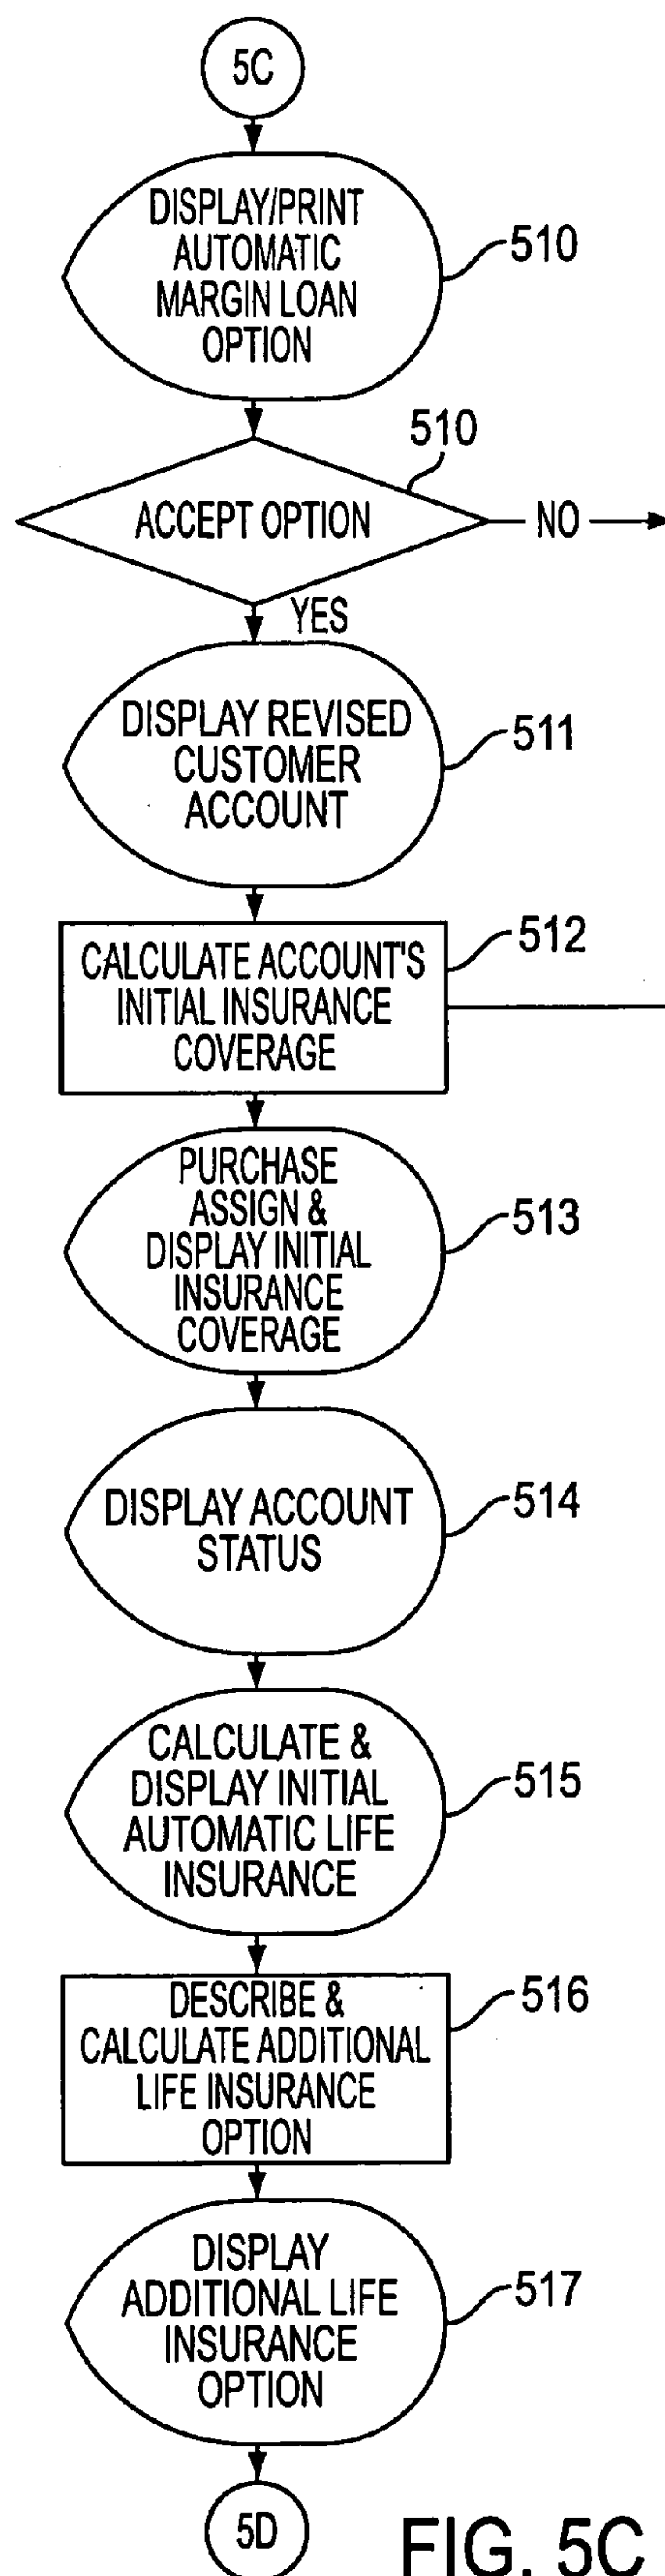 5C
DISPLAY/PRINT
AUTOMATIC
MARGIN LOAN
OPTION
510
510
ACCEPT OPTION
NO
YES
DISPLAY REVISED
CUSTOMER
ACCOUNT
511
CALCULATE ACCOUNT'S
INITIAL INSURANCE
COVERAGE
512
PURCHASE
ASSIGN &
DISPLAY INITIAL
INSURANCE
COVERAGE
513
DISPLAY ACCOUNT
STATUS
514
CALCULATE &
DISPLAY INITIAL
AUTOMATIC LIFE
INSURANCE
515
DESCRIBE &
CALCULATE ADDITIONAL
LIFE INSURANCE
OPTION
516
DISPLAY
ADDITIONAL LIFE
INSURANCE
OPTION
517
5D
FIG. 5C